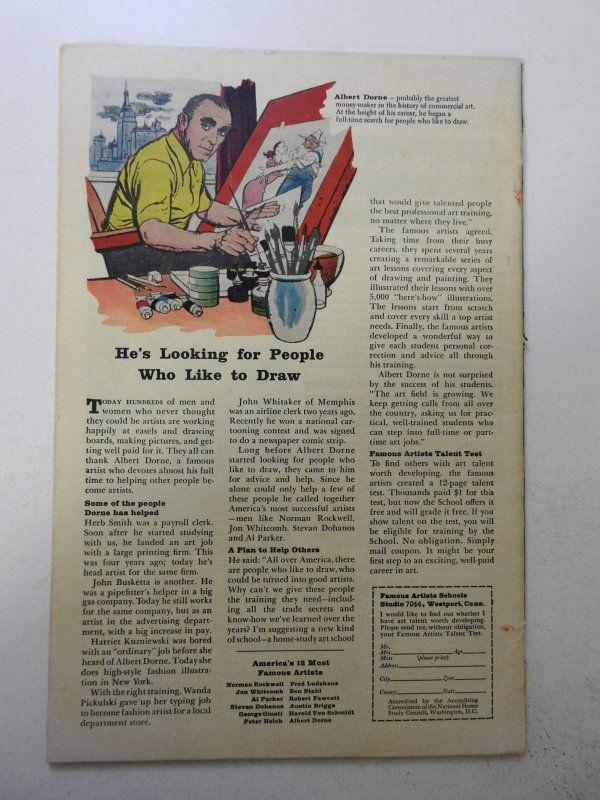 Albert Dorne — probably the greatest
money-maker in the history of commercial art.
At the height of his career, he began a
full-time search for people who like to draw.
He's Looking for People
Who Like to Draw
TODAY HUNDREDS of men and
women who never thought
they could be artists are working
happily at easels and drawing
boards, making pictures, and get-
ting well paid for it. They all can
thank Albert Dorne, a famous
artist who devotes almost his full
time to helping other people be-
come artists.
Some of the people
Dorne has helped
Herb Smith was a payroll clerk.
Soon after he started studying
with us, he landed an art job
with a large printing firm. This
was four years ago; today he's
head artist for the same firm.
John Busketta is another. He
was a pipefitter's helper in a big
gas company. Today he still works
for the same company, but as an
artist in the advertising depart-
ment, with a big increase in pay.
Harriet Kuzniewski was bored
with an "ordinary" job before she
heard of Albert Dorne. Today she
does high-style fashion illustra-
tion in New York.
With the right training, Wanda
Pickulski gave up her typing job
to become fashion artist for a local
department store.
John Whitaker of Memphis
was an airline clerk two years ago.
Recently he won a national car-
tooning contest and was signed
to do a newspaper comic strip.
Long before Albert Dorne
started looking for people who
like to draw, they came to him
for advice and help. Since he
alone could only help a few of
these people he called together
America's most successful artists
—men like Norman Rockwell,
Jon Whitcomb, Stevan Dohanos
and Al Parker.
A Plan to Help Others
He said: "All over America, there
are people who like to draw, who
could be turned into good artists.
Why can't we give these people
the training they need—includ-
ing all the trade secrets and
know-how we've learned over the
years? I'm suggesting a new kind
of school—a home-study art school
America's 12 Most
Famous Artists
Norman Rockwell Fred Ludekens
Jon Whitcomb Ben Stahl
Al Parker Robert Fawcett
Stevan Dohanos Austin Briggs
George Giusti Harold Von Schmidt
Peter Helck Albert Dorne
that would give talented people
the best professional art training,
no matter where they live."
The famous artists agreed.
Taking time from their busy
careers, they spent several years
creating a remarkable series of
art lessons covering every aspect
of drawing and painting. They
illustrated their lessons with over
5,000 "here's-how" illustrations.
The lessons start from scratch
and cover every skill a top artist
needs. Finally, the famous artists
developed a wonderful way to
give each student personal cor-
rection and advice all through
his training.
Albert Dorne is not surprised
by the success of his students.
"The art field is growing. We
keep getting calls from all over
the country, asking us for prac-
tical, well-trained students who
can step into full-time or part-
time art jobs."
Famous Artists Talent Test
To find others with art talent
worth developing, the famous
artists created a 12-page talent
test. Thousands paid $1 for this
test, but now the School offers it
free and will grade it free. If you
show talent on the test, you will
be eligible for training by the
School. No obligation. Simply
mail coupon. It might be your
first step to an exciting, well-paid
career in art.
Famous Artists Schools
Studio 7066, Westport, Conn.
I would like to find out whether I
have art talent worth developing.
Please send me, without obligation,
your Famous Artists Talent Test.
Mr.
Mrs. Age
Miss (please print)
Address
City Zone
County State
Accredited by the Accrediting
Commission of the National Home
Study Council, Washington, D.C.